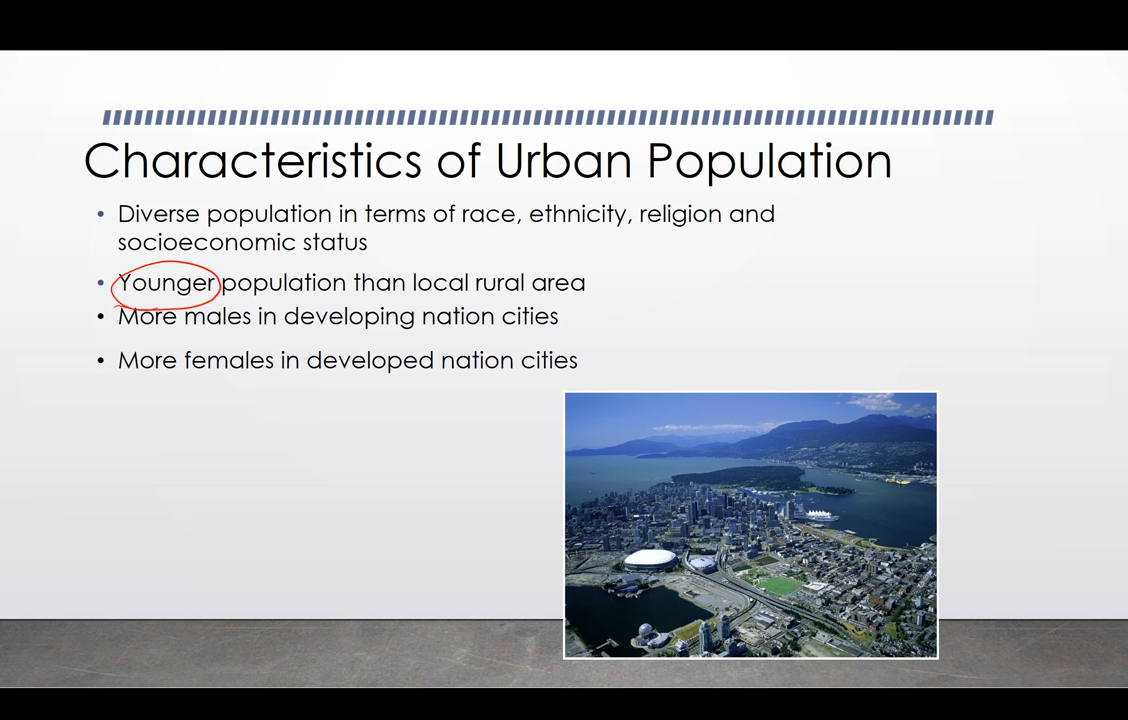 Characteristics of Urban Population
• Diverse population in terms of race, ethnicity, religion and
socioeconomic status
• Younger population than local rural area
• More males in developing nation cities
• More females in developed nation cities